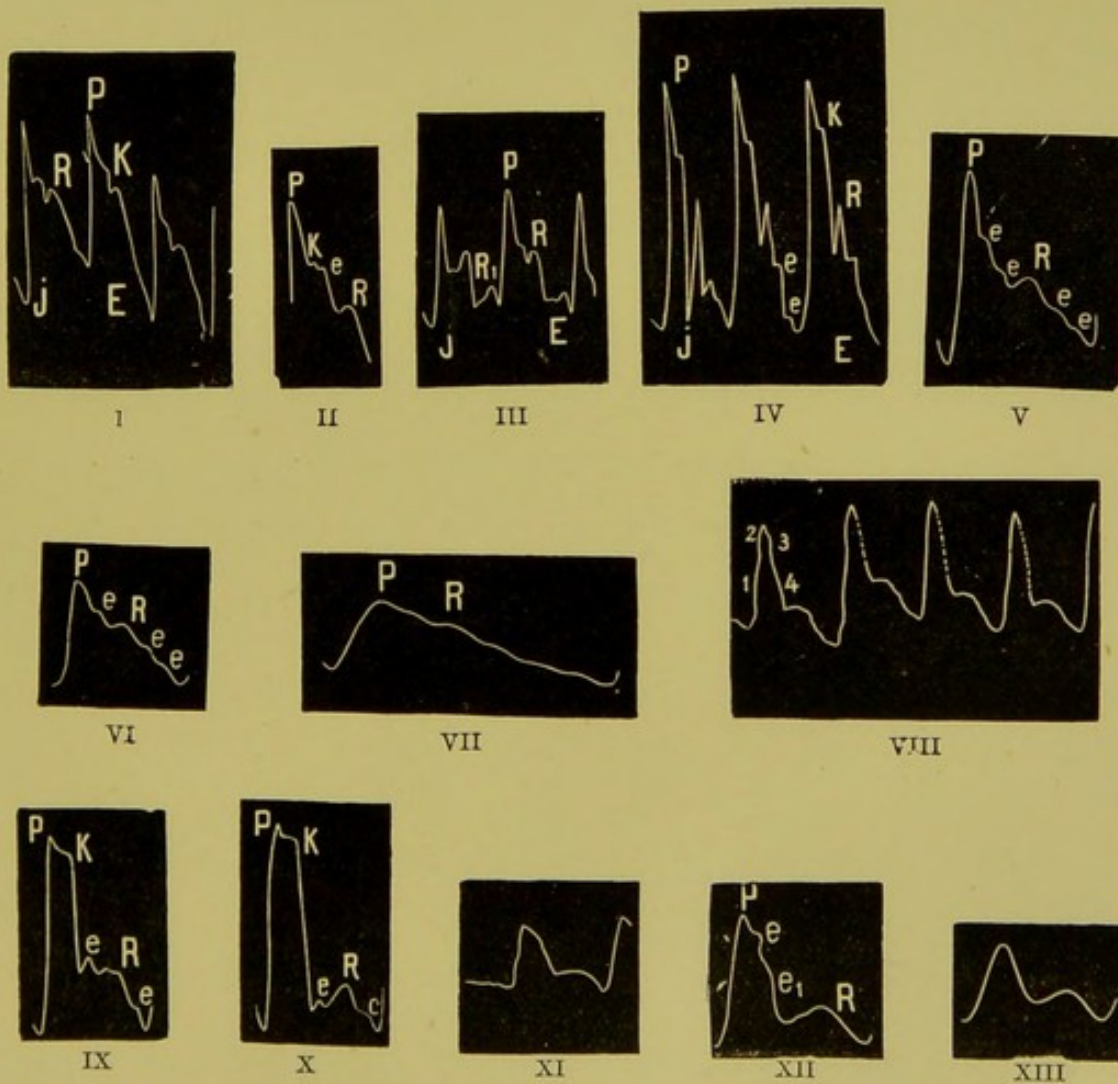 P K R j E
I
P K e R
II
P R R₁ J E
III
P K R e e j E
IV
P e e R e e
V
P e R e e
VI
P R
VII
1 2 3 4
VIII
P K e R e
IX
P K e R c
X
XI
P e e₁ R
XII
XIII